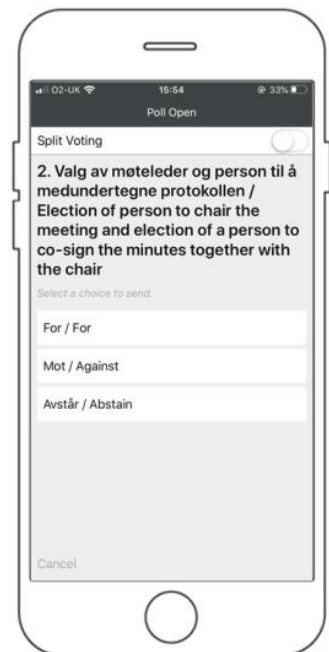 O2-UK 15:54 33%
Poll Open
Split Voting
2. Valg av møteleder og person til å
medundertegne protokollen /
Election of person to chair the
meeting and election of a person to
co-sign the minutes together with
the chair
Select a choice to send.
For / For
Mot / Against
Avstår / Abstain
Cancel